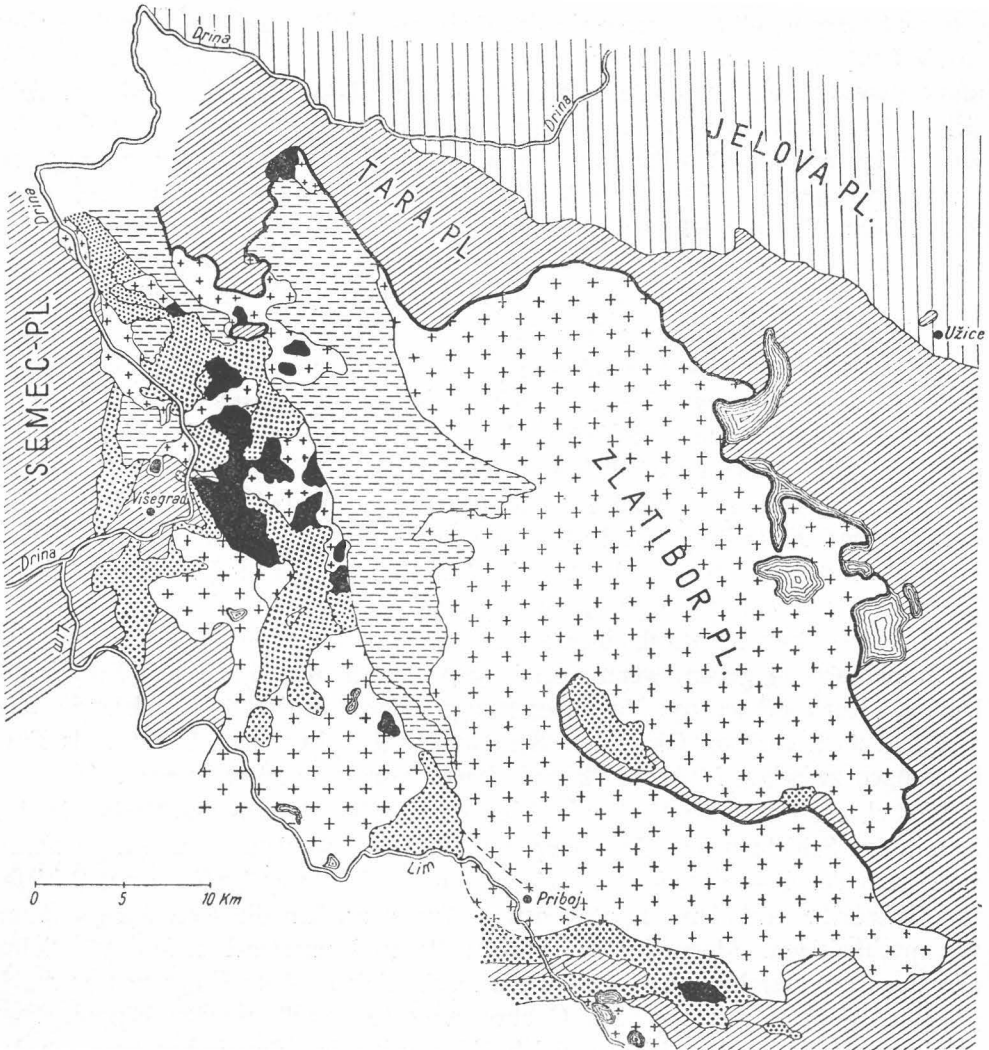 Drina
Drina
JELOVA PL.
TARA PL
Drina
Užice
SEMEC-PL.
ZLATIBOR PL.
Višegrad
Drina
Lim
Lim
0 5 10 Km
Priboj